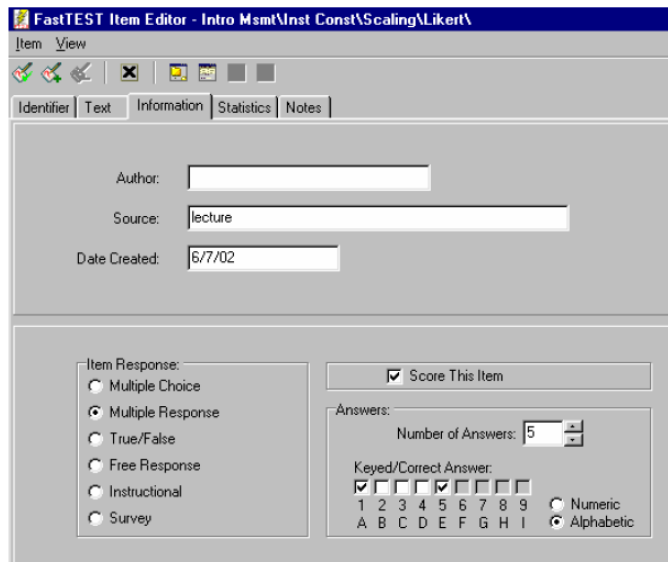 FastTEST Item Editor - Intro Msmt\Inst Const\Scaling\Likert\
Item View
Identifier Text Information Statistics Notes
Author:
Source: lecture
Date Created: 6/7/02
Item Response:
Multiple Choice
Multiple Response
True/False
Free Response
Instructional
Survey
Score This Item
Answers:
Number of Answers: 5
Keyed/Correct Answer:
1 2 3 4 5 6 7 8 9
A B C D E F G H I
Numeric
Alphabetic